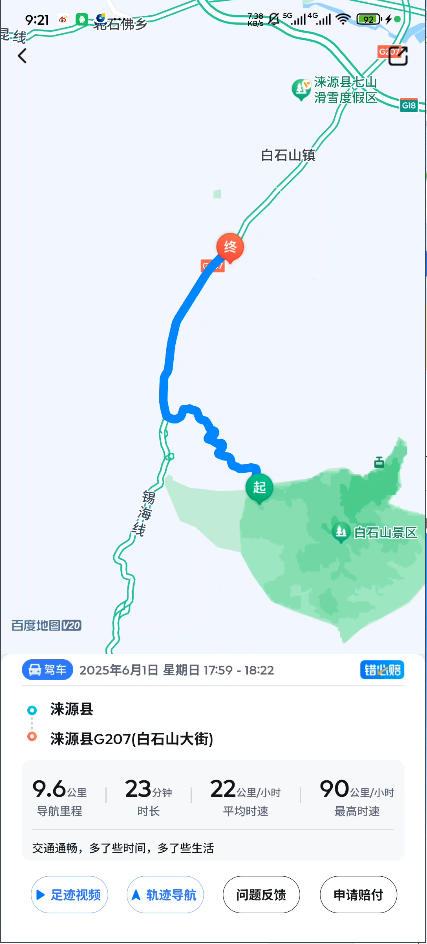 9:21
7.38 KB/s 5G 4G 92
尧石佛乡
昆线
G207
涞源县七山
滑雪度假区
G18
白石山镇
终
起
锡海线
白石山景区
百度地图V20
驾车 2025年6月1日 星期日 17:59 - 18:22
涞源县
涞源县G207(白石山大街)
9.6公里 23分钟 22公里/小时 90公里/小时
导航里程 时长 平均时速 最高时速
交通通畅，多了些时间，多了些生活
足迹视频 轨迹导航 问题反馈 申请赔付